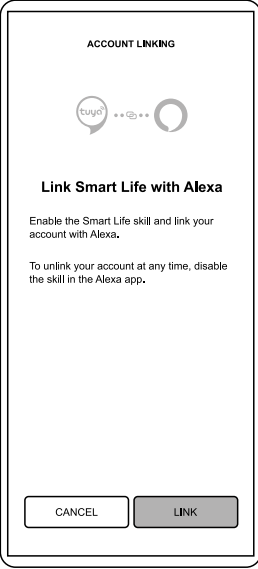 ACCOUNT LINKING
tuya
Link Smart Life with Alexa
Enable the Smart Life skill and link your
account with Alexa.
To unlink your account at any time, disable
the skill in the Alexa app.
CANCEL
LINK